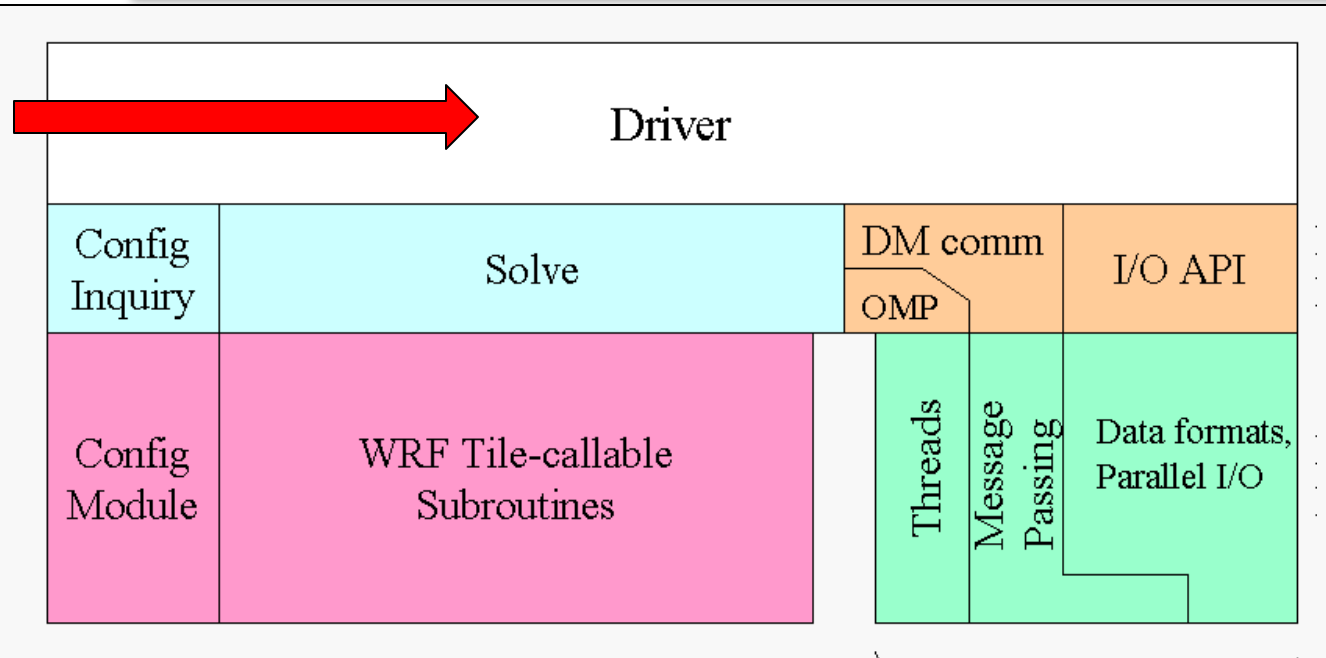 Driver
Config
Inquiry
Solve
DM comm
OMP
I/O API
Config
Module
WRF Tile-callable
Subroutines
Threads
Message
Passing
Data formats,
Parallel I/O